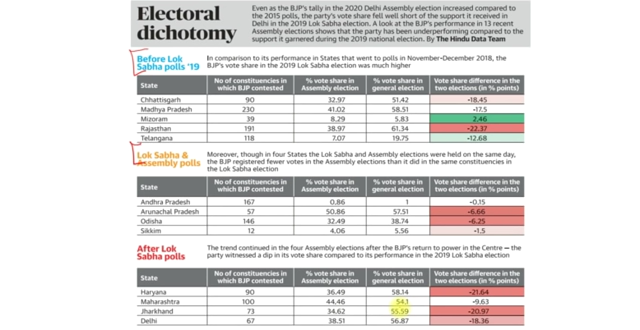 Electoral
dichotomy
Even as the BJP's tally in the 2020 Delhi Assembly election increased compared to
the 2015 polls, the party's vote share fell well short of the support it received in
Delhi in the 2019 Lok Sabha election. A look at the BJP's performance in 13 recent
Assembly elections shows that the party has been underperforming compared to the
support it garnered during the 2019 national election. By The Hindu Data Team
Before Lok
Sabha polls '19
In comparison to its performance in States that went to polls in November-December 2018, the
BJP's vote share in the 2019 Lok Sabha election was much higher
State No of constituencies in which BJP contested % vote share in Assembly election % vote share in general election Vote share difference in the two elections (in % points)
Chhattisgarh 90 32.97 51.42 -18.45
Madhya Pradesh 230 41.02 58.51 -17.5
Mizoram 39 8.29 5.83 2.46
Rajasthan 191 38.97 61.34 -22.37
Telangana 118 7.07 19.75 -12.68
Lok Sabha &
Assembly polls
Moreover, though in four States the Lok Sabha and Assembly elections were held on the same day,
the BJP registered fewer votes in the Assembly elections than it did in the same constituencies in
the Lok Sabha election
State No of constituencies in which BJP contested % vote share in Assembly election % vote share in general election Vote share difference in the two elections (in % points)
Andhra Pradesh 167 0.86 1 -0.15
Arunachal Pradesh 57 50.86 57.51 -6.66
Odisha 146 32.49 38.74 -6.25
Sikkim 12 4.06 5.56 -1.5
After Lok
Sabha polls
The trend continued in the four Assembly elections after the BJP's return to power in the Centre — the
party witnessed a dip in its vote share compared to its performance in the 2019 Lok Sabha election
State No of constituencies in which BJP contested % vote share in Assembly election % vote share in general election Vote share difference in the two elections (in % points)
Haryana 90 36.49 58.14 -21.64
Maharashtra 100 44.46 54.1 -9.63
Jharkhand 73 34.62 55.59 -20.97
Delhi 67 38.51 56.87 -18.36